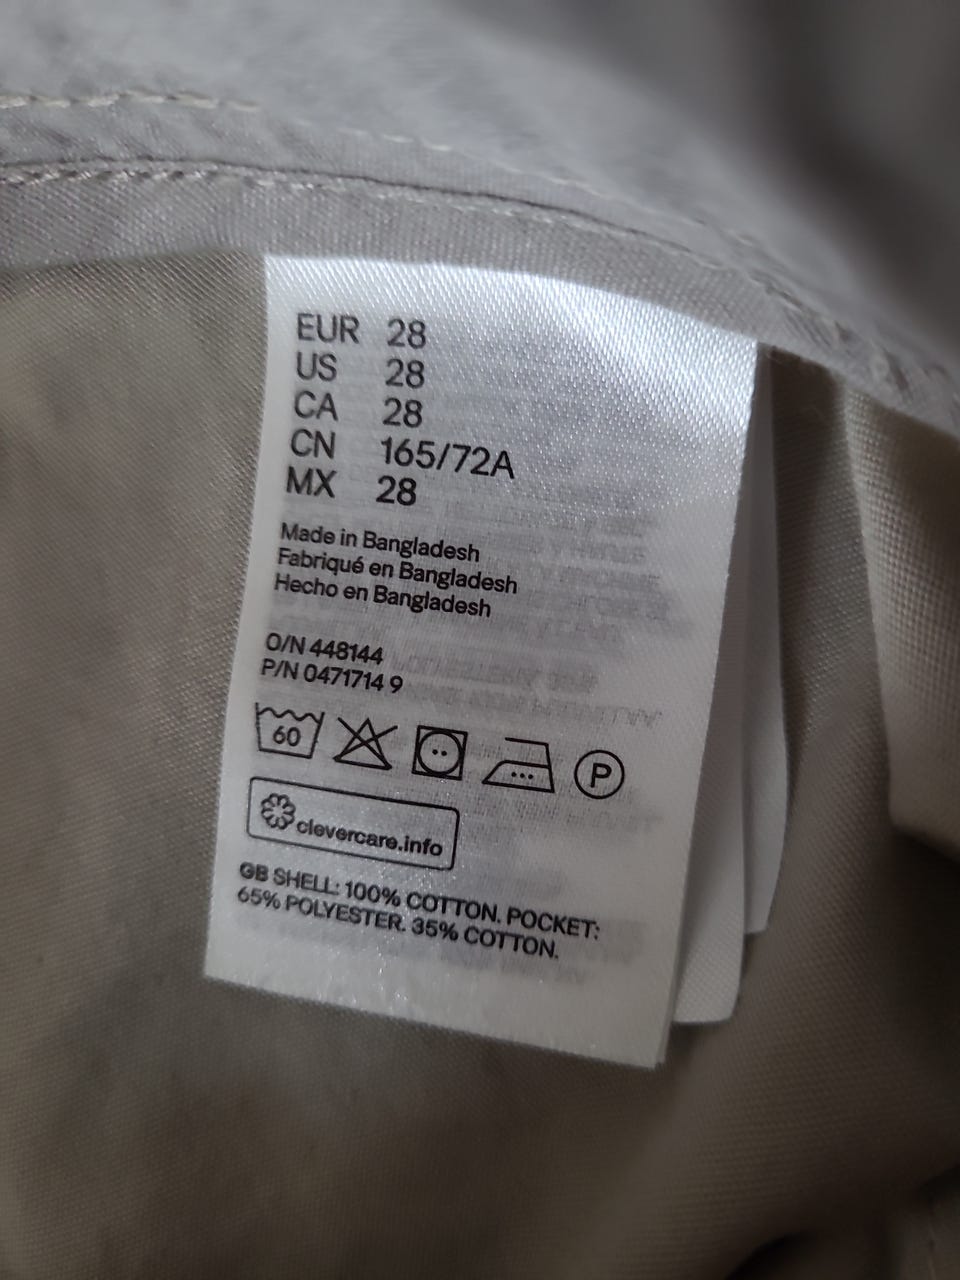 EUR 28
US 28
CA 28
CN 165/72A
MX 28
Made in Bangladesh
Fabriqué en Bangladesh
Hecho en Bangladesh
O/N 448144
P/N 0471714 9
60 P
clevercare.info
GB SHELL: 100% COTTON. POCKET:
65% POLYESTER. 35% COTTON.